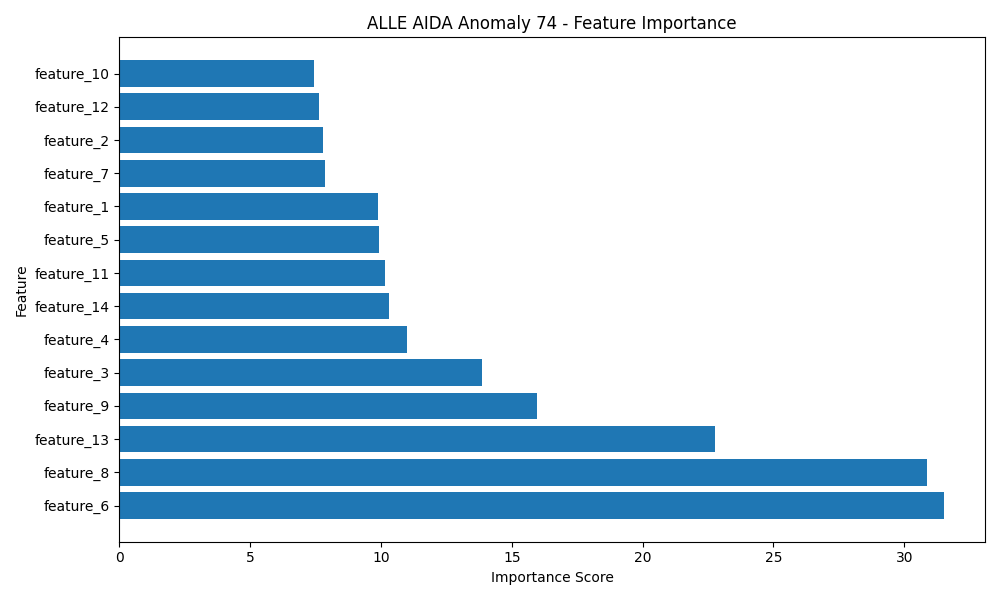 ALLE AIDA Anomaly 74 - Feature Importance
Feature
feature_10
feature_12
feature_2
feature_7
feature_1
feature_5
feature_11
feature_14
feature_4
feature_3
feature_9
feature_13
feature_8
feature_6
0 5 10 15 20 25 30
Importance Score